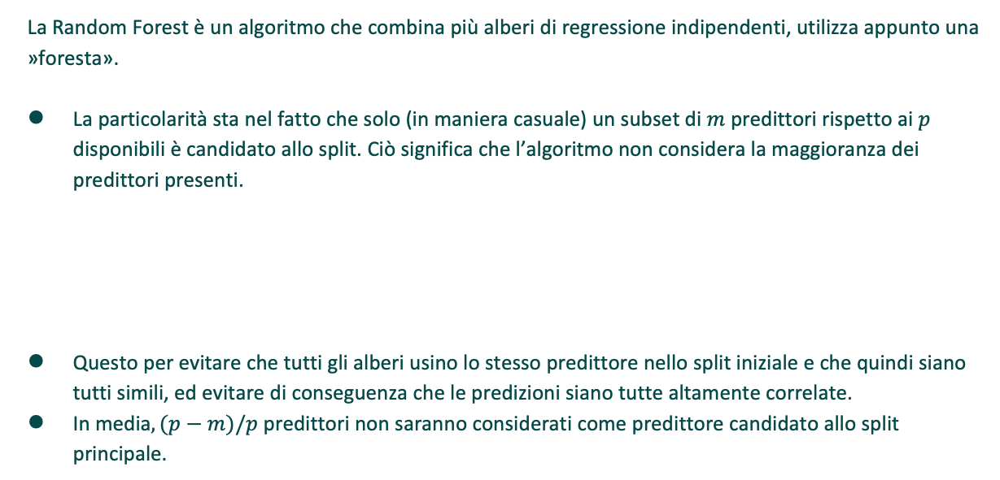 La Random Forest è un algoritmo che combina più alberi di regressione indipendenti, utilizza appunto una
»foresta».
● La particolarità sta nel fatto che solo (in maniera casuale) un subset di m predittori rispetto ai p
disponibili è candidato allo split. Ciò significa che l’algoritmo non considera la maggioranza dei
predittori presenti.
● Questo per evitare che tutti gli alberi usino lo stesso predittore nello split iniziale e che quindi siano
tutti simili, ed evitare di conseguenza che le predizioni siano tutte altamente correlate.
● In media, (p − m)/p predittori non saranno considerati come predittore candidato allo split
principale.